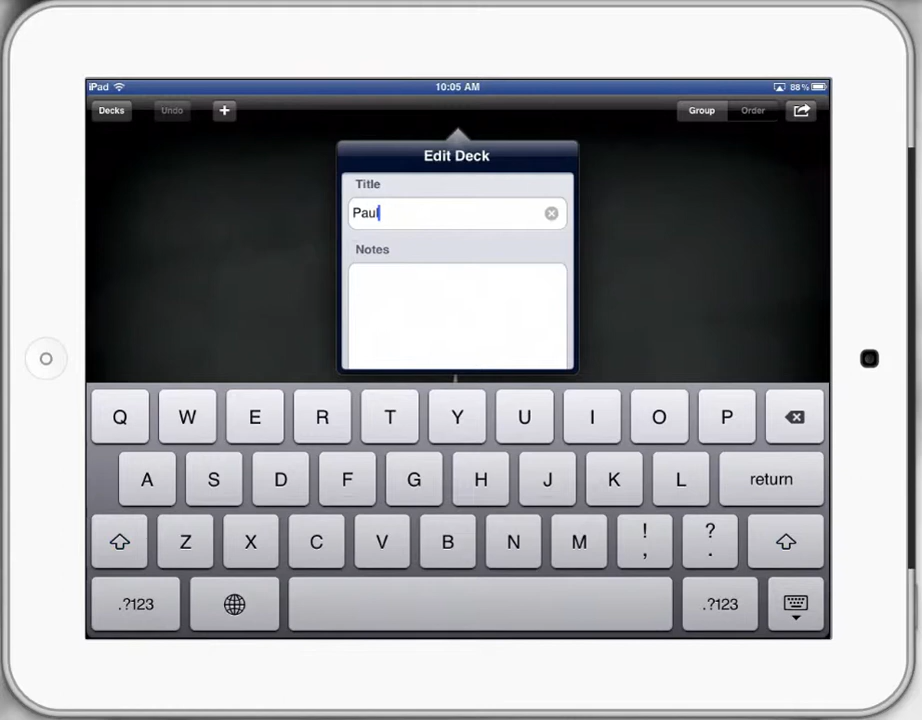 iPad 10:05 AM 88%
Decks Undo + Group Order
Edit Deck
Title
Paul
Notes
Q W E R T Y U I O P
A S D F G H J K L return
Z X C V B N M ! , ? .
.?123 .?123